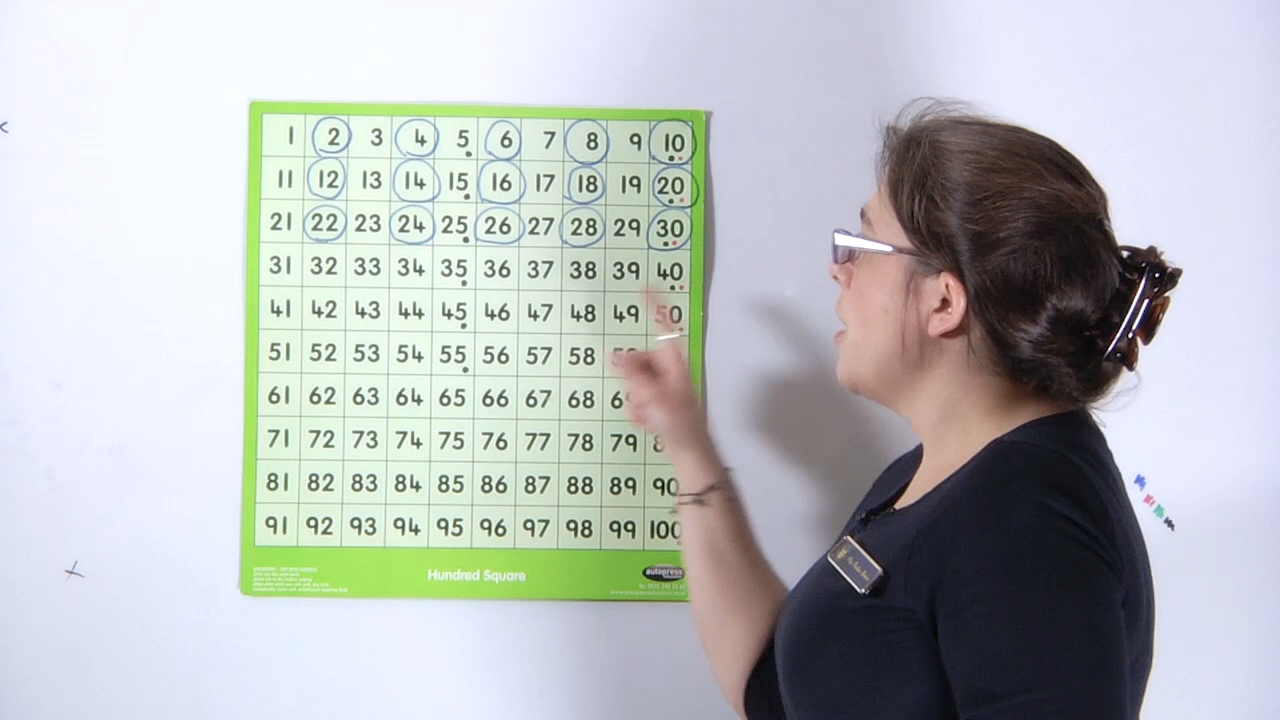 1 2 3 4 5 6 7 8 9 10
11 12 13 14 15 16 17 18 19 20
21 22 23 24 25 26 27 28 29 30
31 32 33 34 35 36 37 38 39 40
41 42 43 44 45 46 47 48 49 50
51 52 53 54 55 56 57 58
61 62 63 64 65 66 67 68
71 72 73 74 75 76 77 78 79
81 82 83 84 85 86 87 88 89 90
91 92 93 94 95 96 97 98 99 100
Hundred Square
autopress